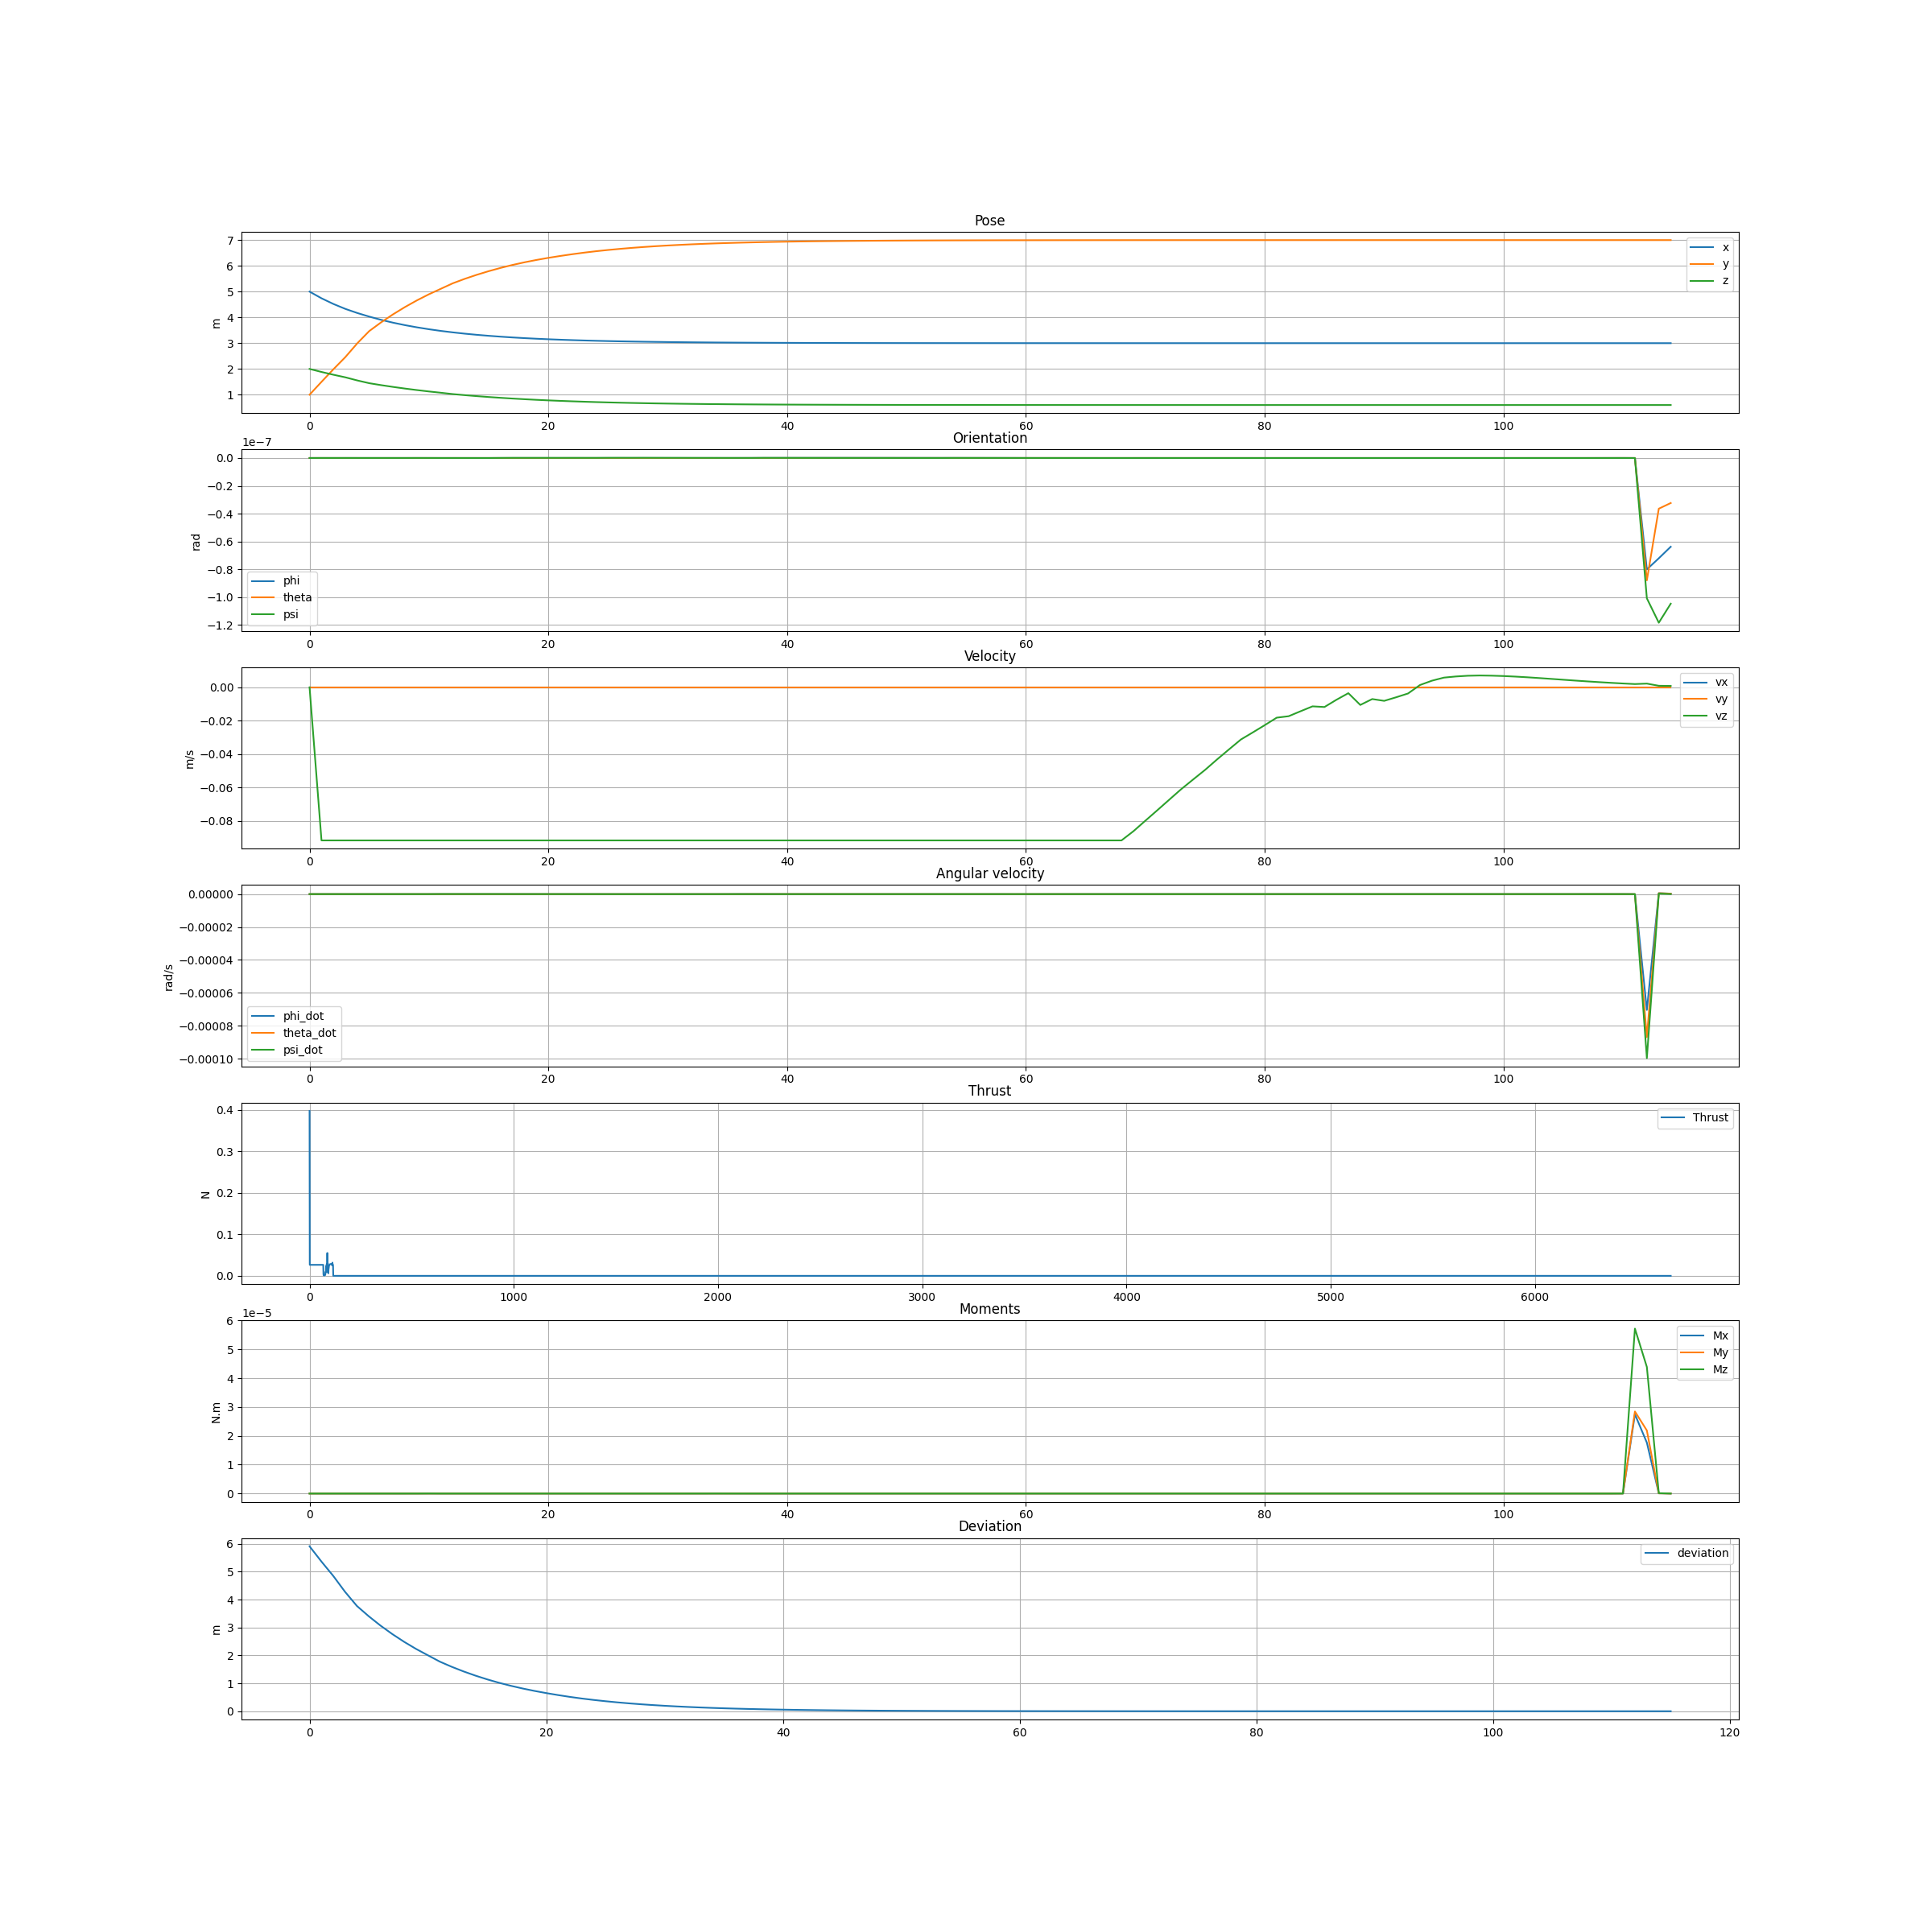 Pose
7
6
5
4
3
2
1
m
x
y
z
0 20 40 60 80 100
1e−7
Orientation
0.0
−0.2
−0.4
−0.6
−0.8
−1.0
−1.2
rad
phi
theta
psi
0 20 40 60 80 100
Velocity
0.00
−0.02
−0.04
−0.06
−0.08
m/s
vx
vy
vz
0 20 40 60 80 100
Angular velocity
0.00000
−0.00002
−0.00004
−0.00006
−0.00008
−0.00010
rad/s
phi_dot
theta_dot
psi_dot
0 20 40 60 80 100
Thrust
0.4
0.3
0.2
0.1
0.0
N
Thrust
0 1000 2000 3000 4000 5000 6000
1e−5
Moments
6
5
4
3
2
1
0
N.m
Mx
My
Mz
0 20 40 60 80 100
Deviation
6
5
4
3
2
1
0
m
deviation
0 20 40 60 80 100 120